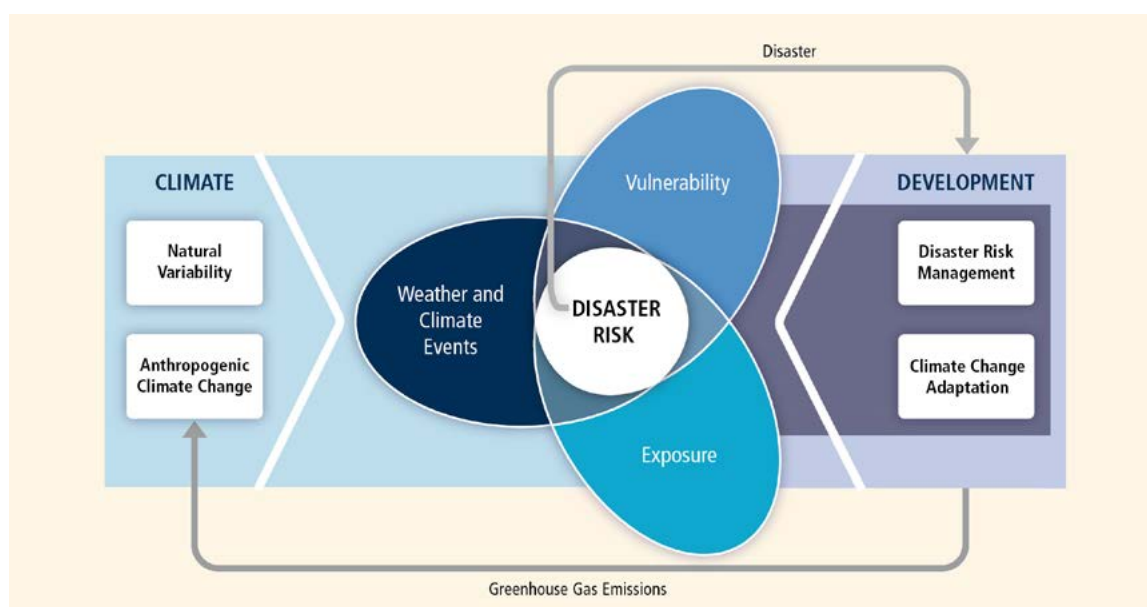 Disaster
CLIMATE
Natural
Variability
Anthropogenic
Climate Change
Weather and
Climate
Events
Vulnerability
DISASTER
RISK
Exposure
DEVELOPMENT
Disaster Risk
Management
Climate Change
Adaptation
Greenhouse Gas Emissions